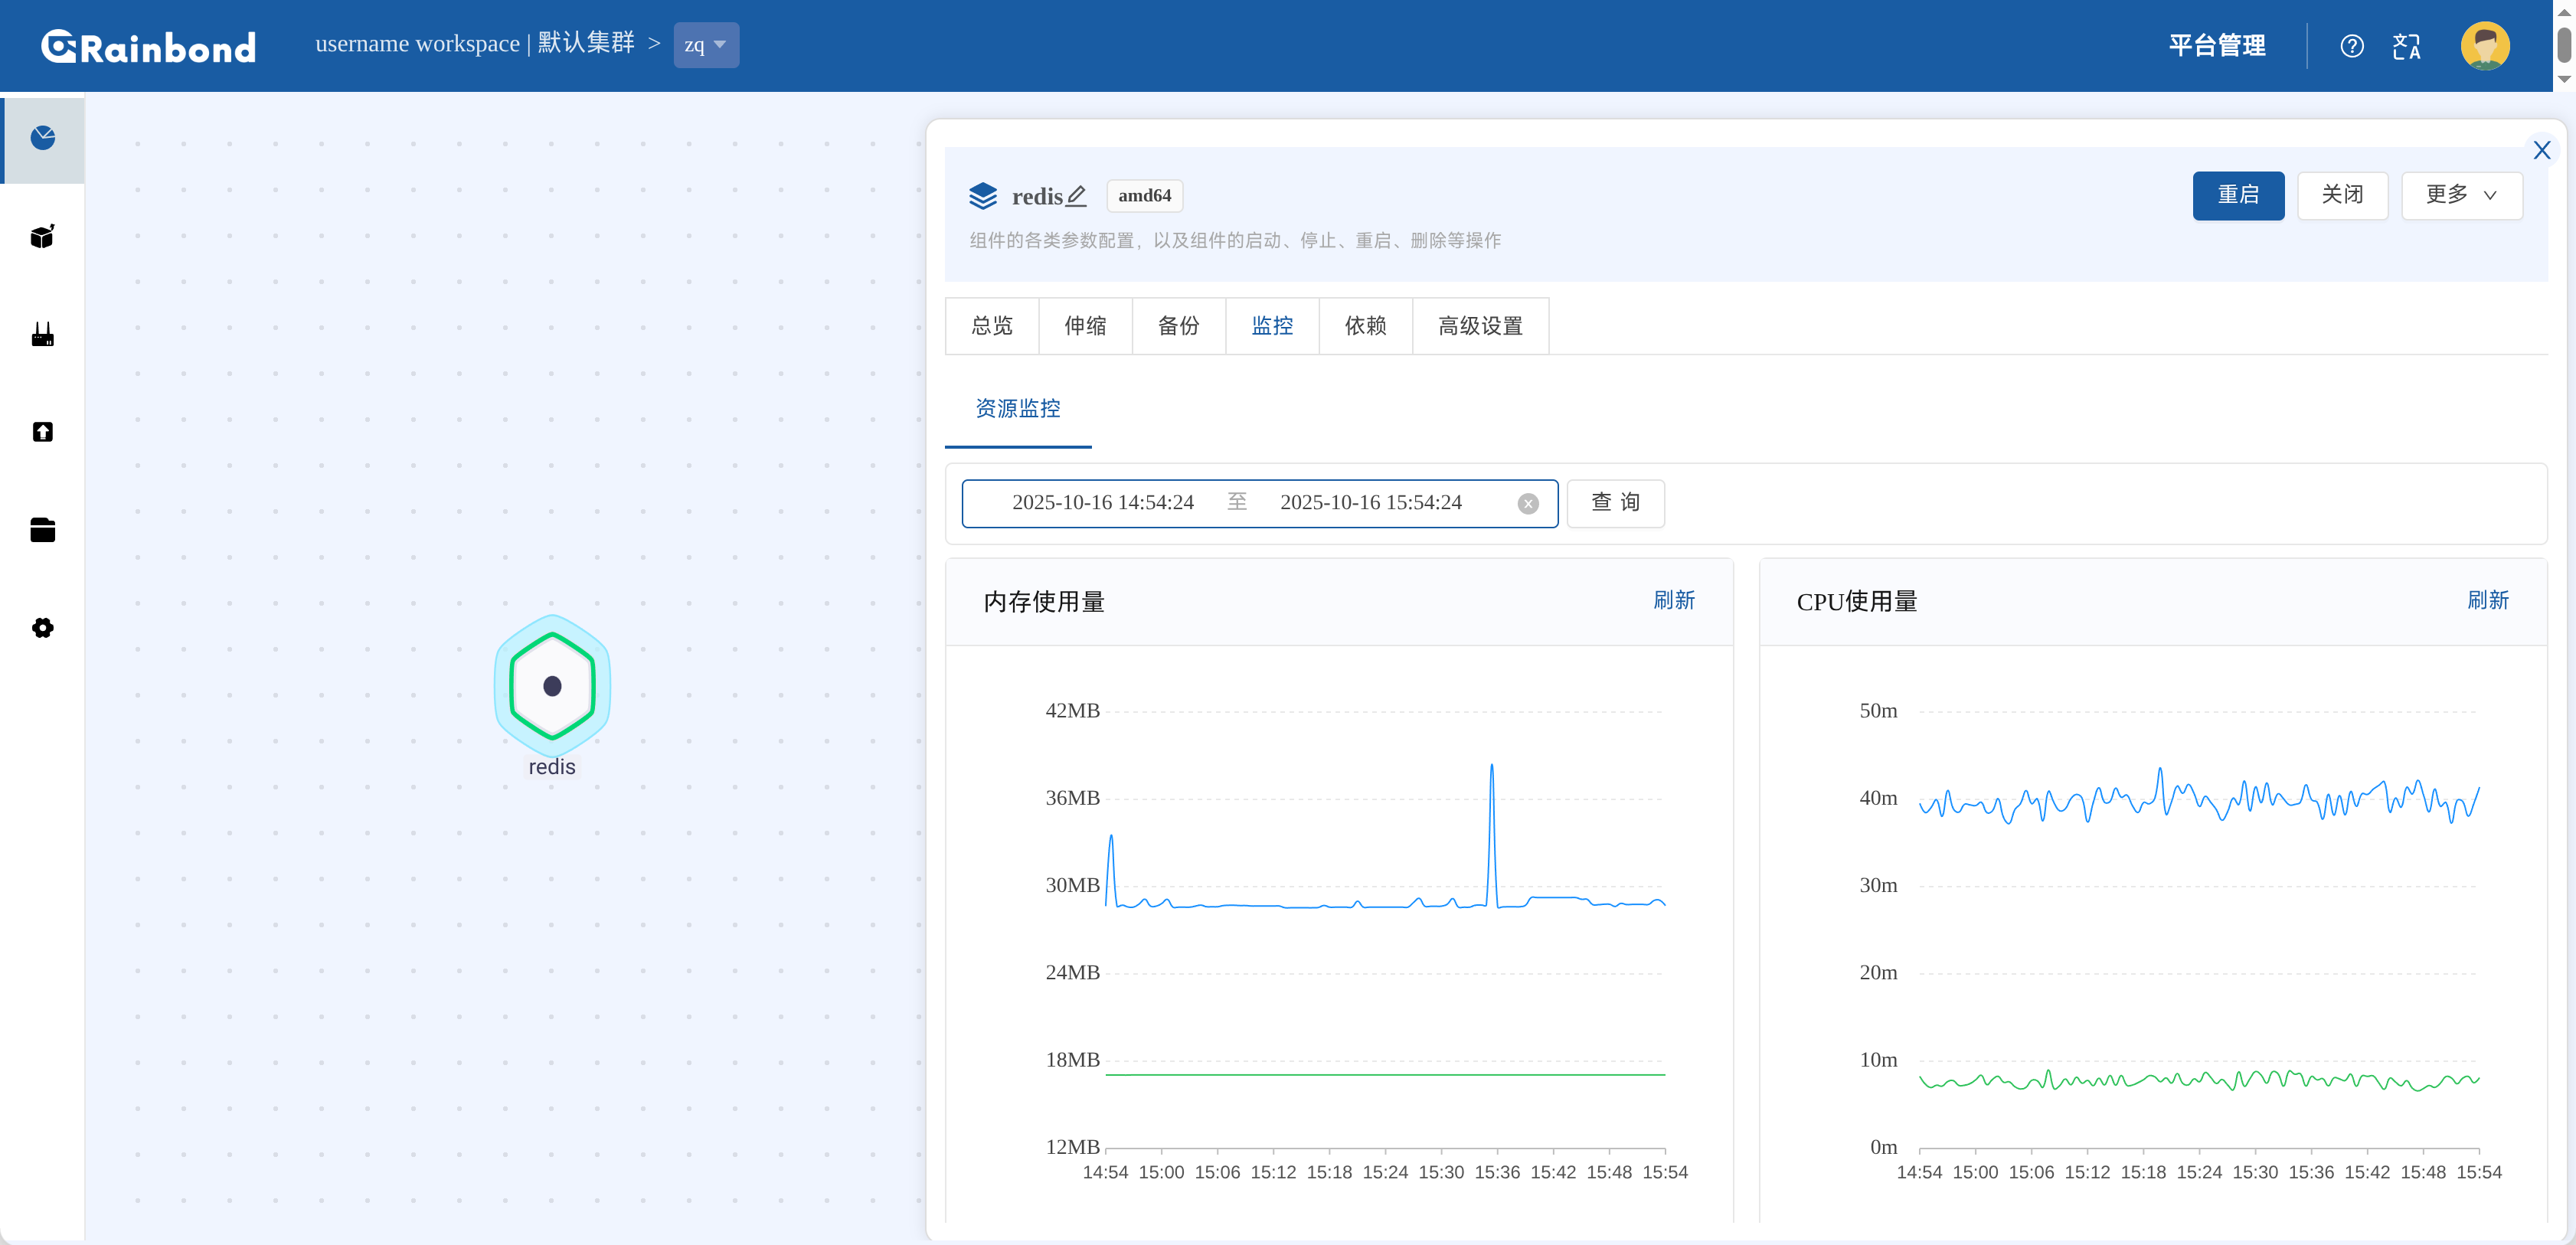 Rainbond username workspace | 默认集群 > zq 平台管理
redis amd64 重启 关闭 更多
组件的各类参数配置，以及组件的启动、停止、重启、删除等操作
总览 伸缩 备份 监控 依赖 高级设置
资源监控
2025-10-16 14:54:24 至 2025-10-16 15:54:24 查 询
内存使用量 刷新
42MB
36MB
30MB
24MB
18MB
12MB
14:54 15:00 15:06 15:12 15:18 15:24 15:30 15:36 15:42 15:48 15:54
CPU使用量 刷新
50m
40m
30m
20m
10m
0m
14:54 15:00 15:06 15:12 15:18 15:24 15:30 15:36 15:42 15:48 15:54
redis